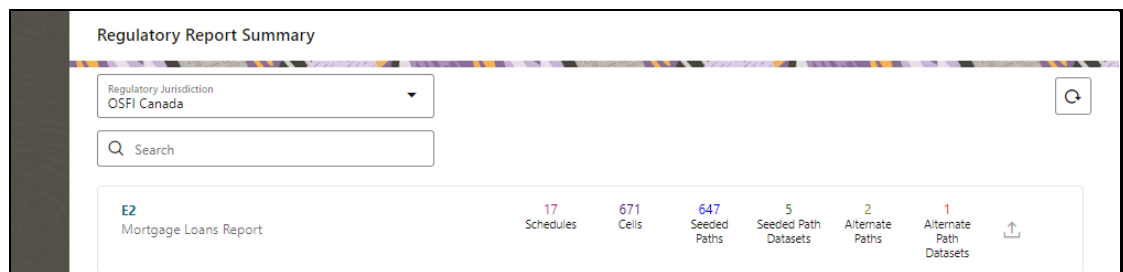 Regulatory Report Summary
Regulatory Jurisdiction
OSFI Canada
Search
E2
Mortgage Loans Report
17
Schedules
671
Cells
647
Seeded
Paths
5
Seeded Path
Datasets
2
Alternate
Paths
1
Alternate
Path
Datasets